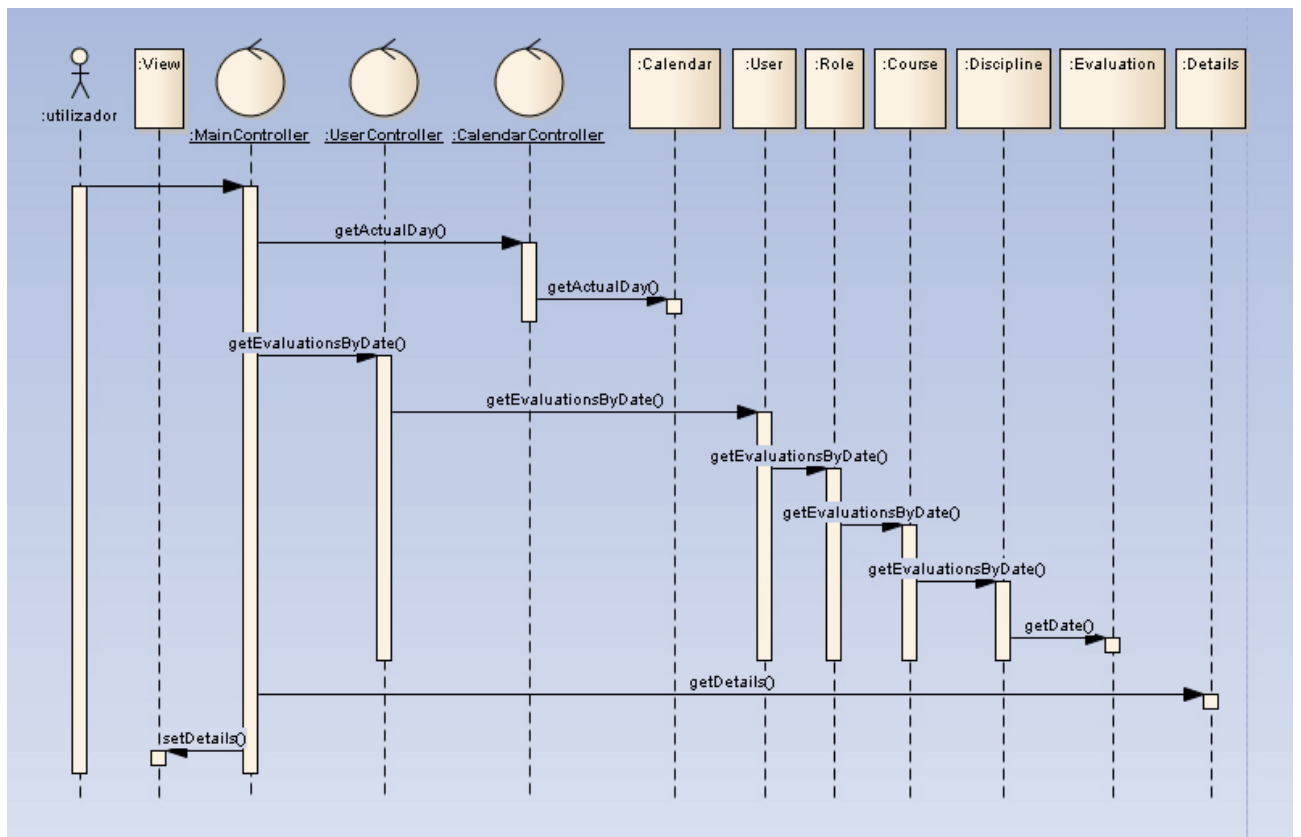 :utilizador
:View
:MainController
:UserController
:CalendarController
:Calendar
:User
:Role
:Course
:Discipline
:Evaluation
:Details
getActualDay()
getActualDay()
getEvaluationsByDate()
getEvaluationsByDate()
getEvaluationsByDate()
getEvaluationsByDate()
getEvaluationsByDate()
getDate()
getDetails()
setDetails()